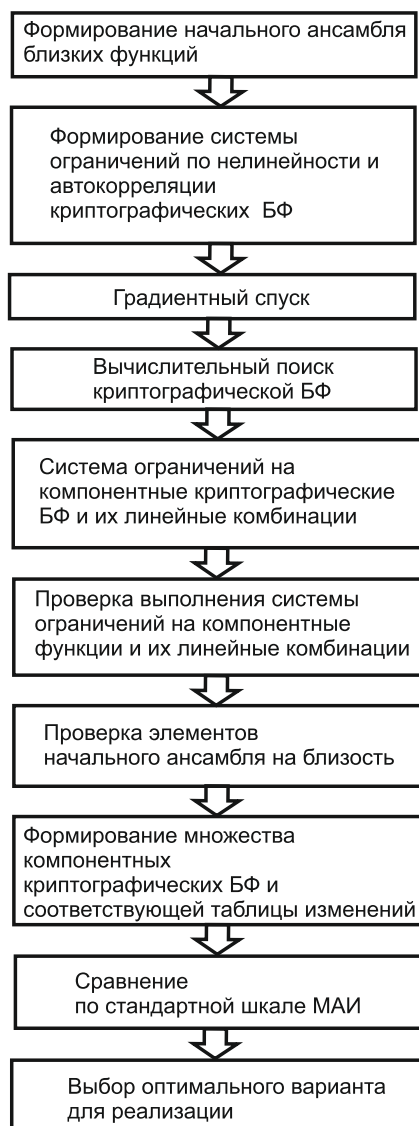 Формирование начального ансамбля
близких функций
Формирование системы
ограничений по нелинейности и
автокорреляции
криптографических БФ
Градиентный спуск
Вычислительный поиск
криптографической БФ
Система ограничений на
компонентные криптографические
БФ и их линейные комбинации
Проверка выполнения системы
ограничений на компонентные
функции и их линейные комбинации
Проверка элементов
начального ансамбля на близость
Формирование множества
компонентных
криптографических БФ и
соответствующей таблицы изменений
Сравнение
по стандартной шкале МАИ
Выбор оптимального варианта
для реализации